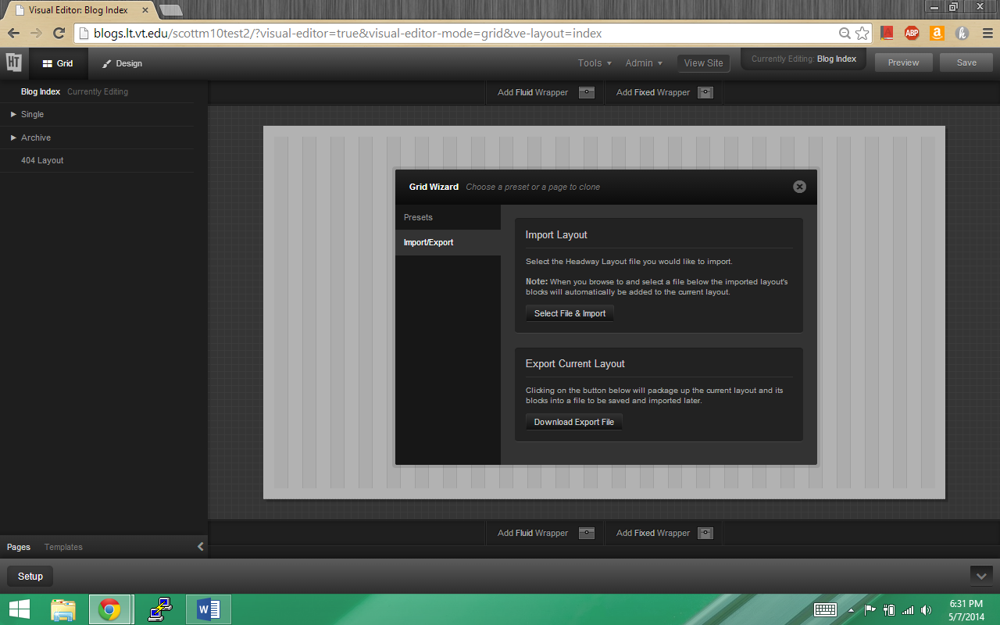 Visual Editor: Blog Index
blogs.lt.vt.edu/scottm10test2/?visual-editor=true&visual-editor-mode=grid&ve-layout=index
ABP
a
h
HT
Grid
Design
Tools
Admin
View Site
Currently Editing: Blog Index
Preview
Save
Blog Index Currently Editing
Single
Archive
404 Layout
Add Fluid Wrapper
Add Fixed Wrapper
Grid Wizard Choose a preset or a page to clone
Presets
Import/Export
Import Layout
Select the Headway Layout file you would like to import.
Note: When you browse to and select a file below the imported layout's
blocks will automatically be added to the current layout.
Select File & Import
Export Current Layout
Clicking on the button below will package up the current layout and its
blocks into a file to be saved and imported later.
Download Export File
Add Fluid Wrapper
Add Fixed Wrapper
Pages
Templates
Setup
W
6:31 PM
5/7/2014